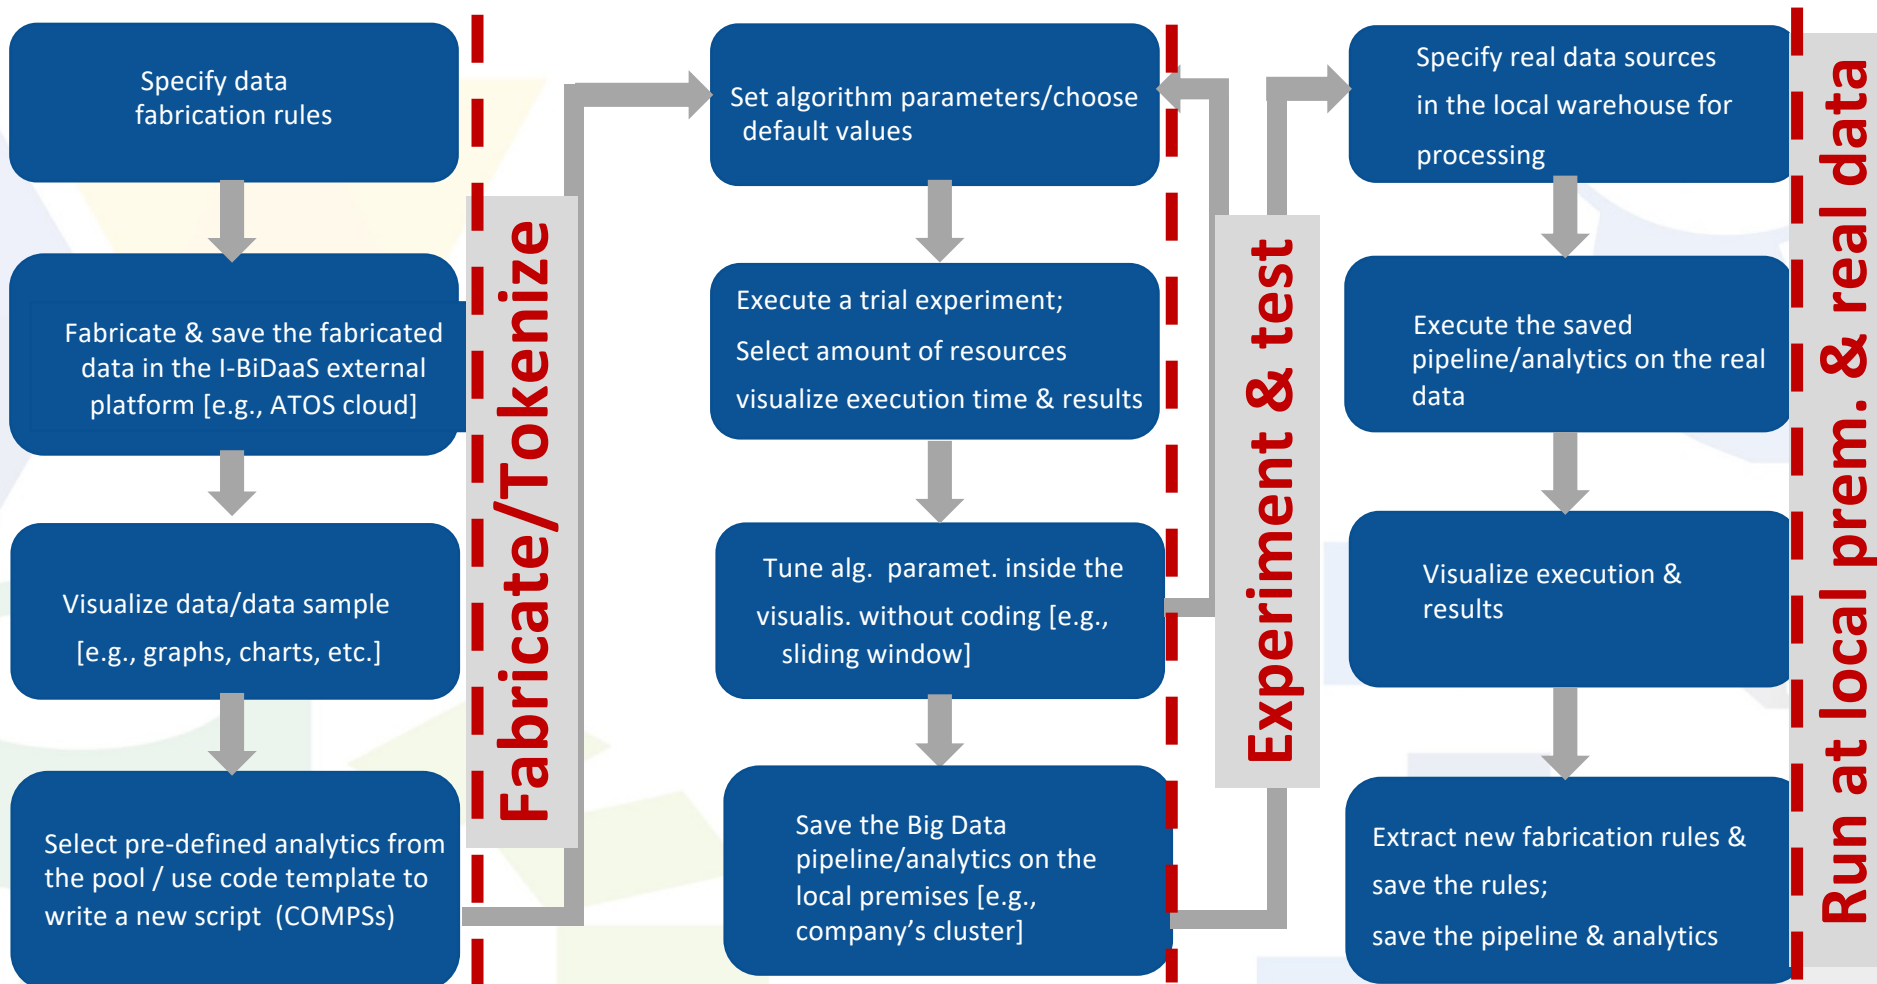 Specify data
fabrication rules
Fabricate & save the fabricated
data in the I-BiDaaS external
platform [e.g., ATOS cloud]
Visualize data/data sample
[e.g., graphs, charts, etc.]
Select pre-defined analytics from
the pool / use code template to
write a new script (COMPSs)
Fabricate/Tokenize
Set algorithm parameters/choose
default values
Execute a trial experiment;
Select amount of resources
visualize execution time & results
Tune alg. paramet. inside the
visualis. without coding [e.g.,
sliding window]
Save the Big Data
pipeline/analytics on the
local premises [e.g.,
company’s cluster]
Experiment & test
Specify real data sources
in the local warehouse for
processing
Execute the saved
pipeline/analytics on the real
data
Visualize execution &
results
Extract new fabrication rules &
save the rules;
save the pipeline & analytics
Run at local prem. & real data